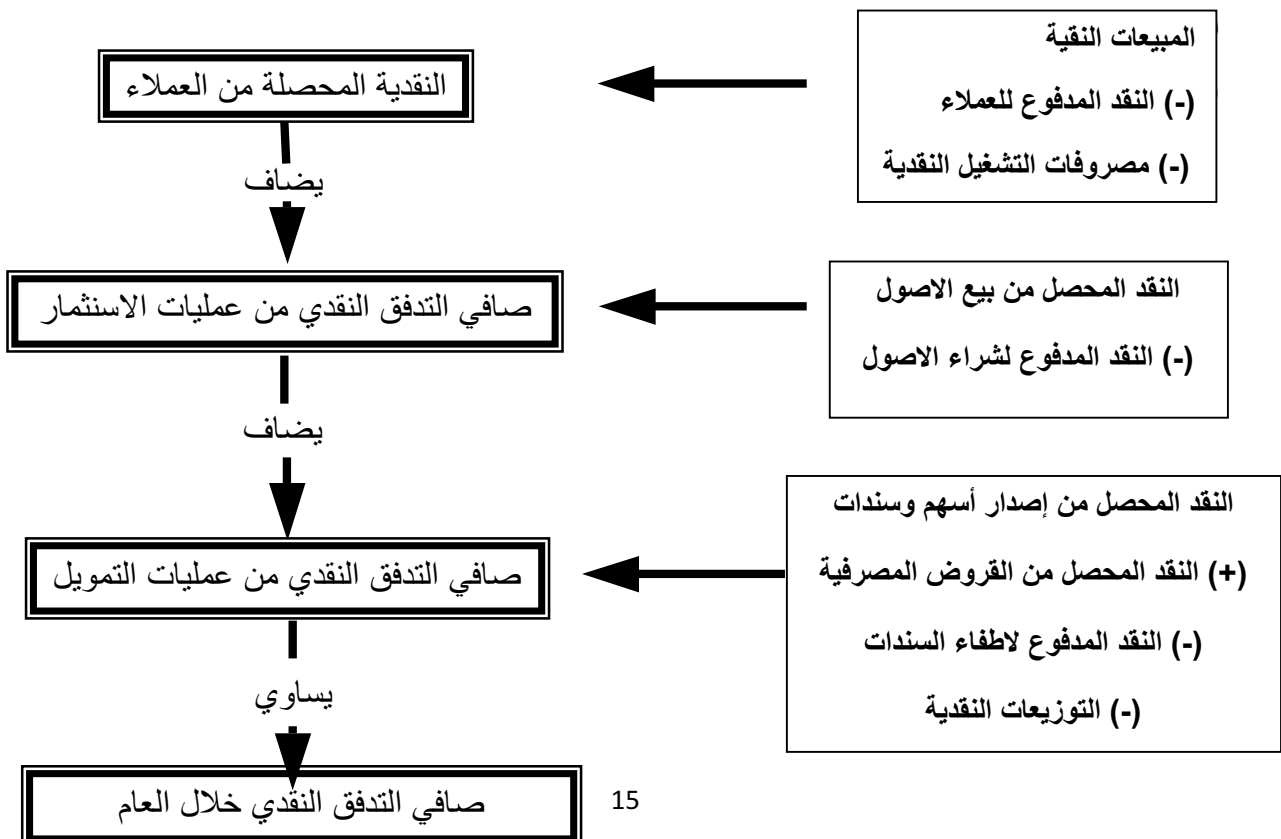 المبيعات النقية
(-) النقد المدفوع للعملاء
(-) مصروفات التشغيل النقدية
النقدية المحصلة من العملاء
يضاف
النقد المحصل من بيع الاصول
(-) النقد المدفوع لشراء الاصول
صافي التدفق النقدي من عمليات الاستثمار
يضاف
النقد المحصل من إصدار أسهم وسندات
(+) النقد المحصل من القروض المصرفية
(-) النقد المدفوع لاطفاء السندات
(-) التوزيعات النقدية
صافي التدفق النقدي من عمليات التمويل
يساوي
صافي التدفق النقدي خلال العام
15